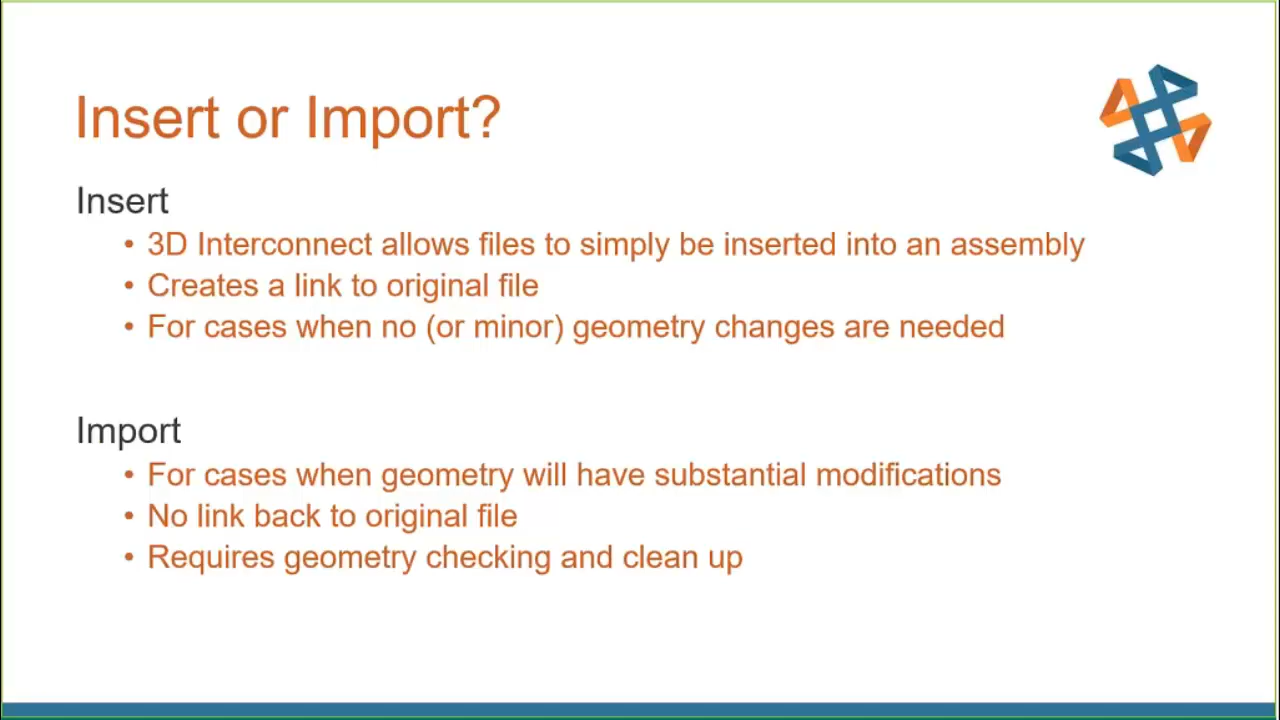 Insert or Import?
Insert
• 3D Interconnect allows files to simply be inserted into an assembly
• Creates a link to original file
• For cases when no (or minor) geometry changes are needed
Import
• For cases when geometry will have substantial modifications
• No link back to original file
• Requires geometry checking and clean up